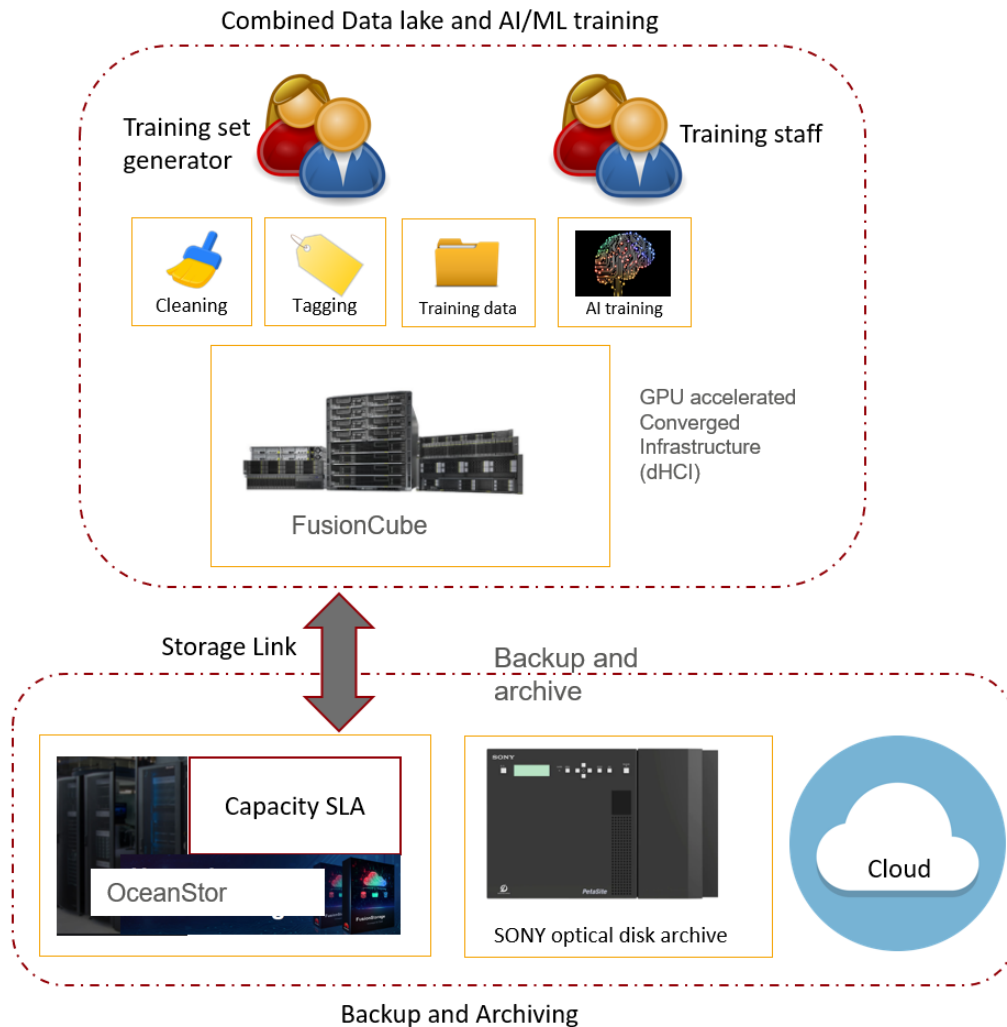 Combined Data lake and AI/ML training
Training set
generator
Training staff
Cleaning
Tagging
Training data
AI training
FusionCube
GPU accelerated
Converged
Infrastructure
(dHCI)
Storage Link
Backup and
archive
Capacity SLA
OceanStor
FusionStorage
SONY
PetaSite
SONY optical disk archive
Cloud
Backup and Archiving